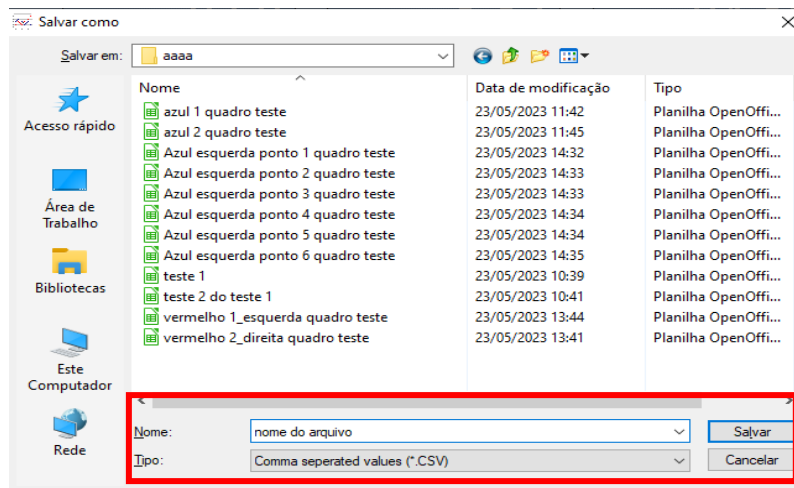 Salvar como
Salvar em: aaaa
Nome Data de modificação Tipo
azul 1 quadro teste 23/05/2023 11:42 Planilha OpenOffi...
azul 2 quadro teste 23/05/2023 11:45 Planilha OpenOffi...
Azul esquerda ponto 1 quadro teste 23/05/2023 14:32 Planilha OpenOffi...
Azul esquerda ponto 2 quadro teste 23/05/2023 14:33 Planilha OpenOffi...
Azul esquerda ponto 3 quadro teste 23/05/2023 14:33 Planilha OpenOffi...
Azul esquerda ponto 4 quadro teste 23/05/2023 14:34 Planilha OpenOffi...
Azul esquerda ponto 5 quadro teste 23/05/2023 14:34 Planilha OpenOffi...
Azul esquerda ponto 6 quadro teste 23/05/2023 14:35 Planilha OpenOffi...
teste 1 23/05/2023 10:39 Planilha OpenOffi...
teste 2 do teste 1 23/05/2023 10:41 Planilha OpenOffi...
vermelho 1_esquerda quadro teste 23/05/2023 13:44 Planilha OpenOffi...
vermelho 2_direita quadro teste 23/05/2023 13:41 Planilha OpenOffi...
Acesso rápido
Área de
Trabalho
Bibliotecas
Este
Computador
Rede
Nome: nome do arquivo Salvar
Tipo: Comma seperated values (*.CSV) Cancelar